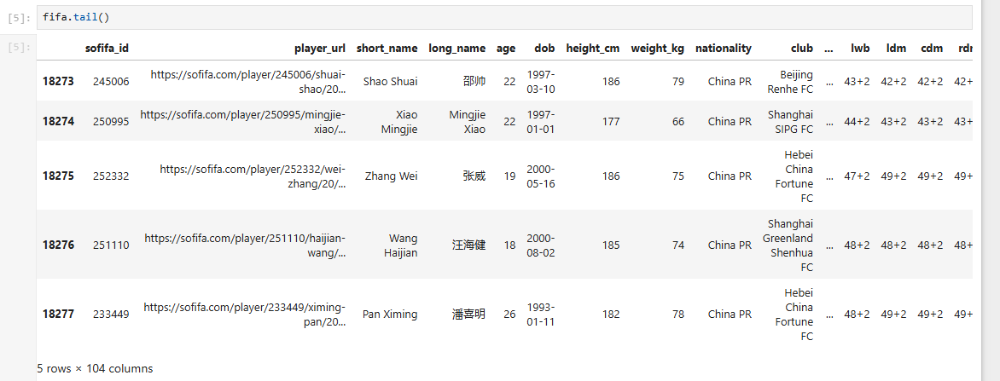 [5]: fifa.tail()
[5]:
sofifa_id player_url short_name long_name age dob height_cm weight_kg nationality club ... lwb ldm cdm rdm
18273 245006 https://sofifa.com/player/245006/shuai-shao/20... Shao Shuai 邵帅 22 1997-03-10 186 79 China PR Beijing Renhe FC ... 43+2 42+2 42+2 42+
18274 250995 https://sofifa.com/player/250995/mingjie-xiao/... Xiao Mingjie Mingjie Xiao 22 1997-01-01 177 66 China PR Shanghai SIPG FC ... 44+2 43+2 43+2 43+
18275 252332 https://sofifa.com/player/252332/wei-zhang/20/... Zhang Wei 张威 19 2000-05-16 186 75 China PR Hebei China Fortune FC ... 47+2 49+2 49+2 49+
18276 251110 https://sofifa.com/player/251110/haijian-wang/... Wang Haijian 汪海健 18 2000-08-02 185 74 China PR Shanghai Greenland Shenhua FC ... 48+2 48+2 48+2 48+
18277 233449 https://sofifa.com/player/233449/ximing-pan/20... Pan Ximing 潘喜明 26 1993-01-11 182 78 China PR Hebei China Fortune FC ... 48+2 49+2 49+2 49+
5 rows × 104 columns